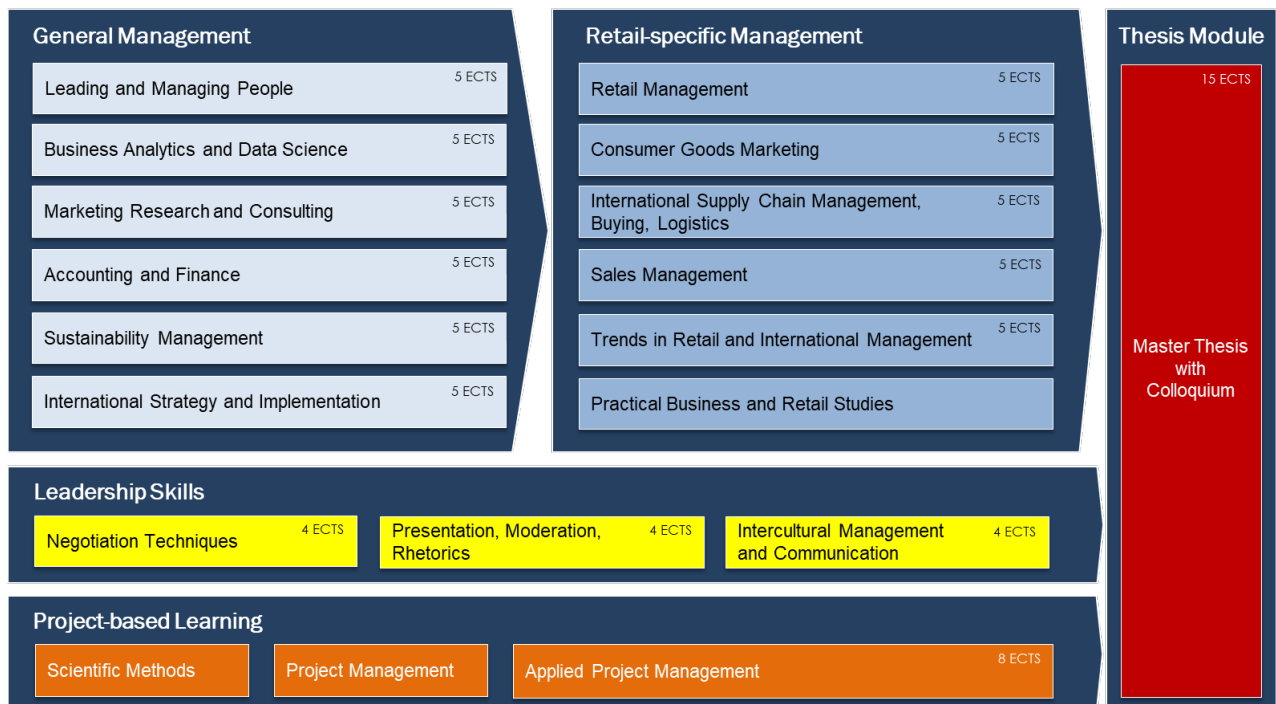 General Management
Leading and Managing People
5 ECTS
Business Analytics and Data Science
5 ECTS
Marketing Research and Consulting
5 ECTS
Accounting and Finance
5 ECTS
Sustainability Management
5 ECTS
International Strategy and Implementation
5 ECTS
Retail-specific Management
Retail Management
5 ECTS
Consumer Goods Marketing
5 ECTS
International Supply Chain Management,
Buying, Logistics
5 ECTS
Sales Management
5 ECTS
Trends in Retail and International Management
5 ECTS
Practical Business and Retail Studies
Thesis Module
15 ECTS
Master Thesis
with
Colloquium
Leadership Skills
Negotiation Techniques
4 ECTS
Presentation, Moderation,
Rhetorics
4 ECTS
Intercultural Management
and Communication
4 ECTS
Project-based Learning
Scientific Methods
Project Management
Applied Project Management
8 ECTS